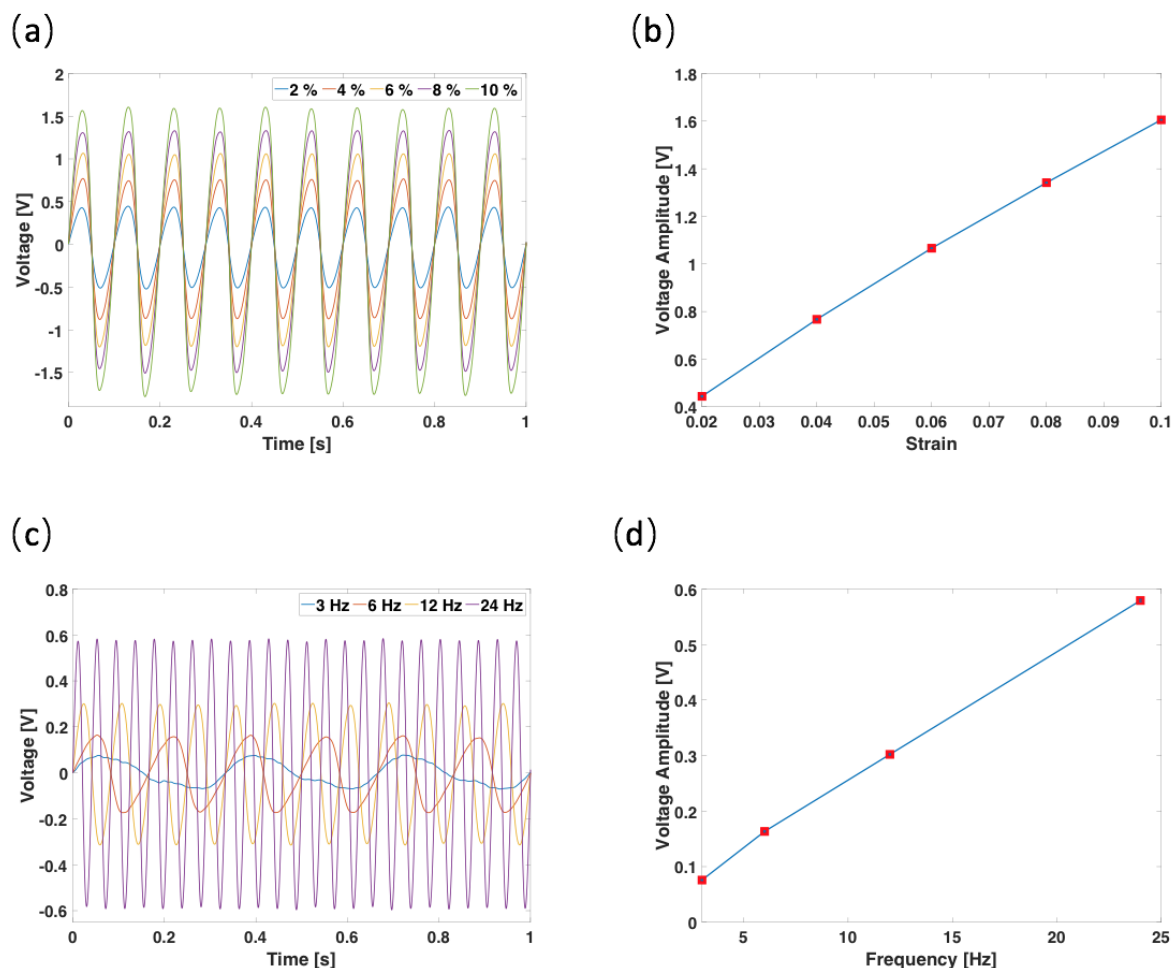 (a)
2
1.5
1
0.5
0
-0.5
-1
-1.5
0 0.2 0.4 0.6 0.8 1
Time [s]
Voltage [V]
2 % 4 % 6 % 8 % 10 %
(b)
1.8
1.6
1.4
1.2
1
0.8
0.6
0.4
0.02 0.03 0.04 0.05 0.06 0.07 0.08 0.09 0.1
Strain
Voltage Amplitude [V]
(c)
0.8
0.6
0.4
0.2
0
-0.2
-0.4
-0.6
0 0.2 0.4 0.6 0.8 1
Time [s]
Voltage [V]
3 Hz 6 Hz 12 Hz 24 Hz
(d)
0.6
0.5
0.4
0.3
0.2
0.1
0
5 10 15 20 25
Frequency [Hz]
Voltage Amplitude [V]